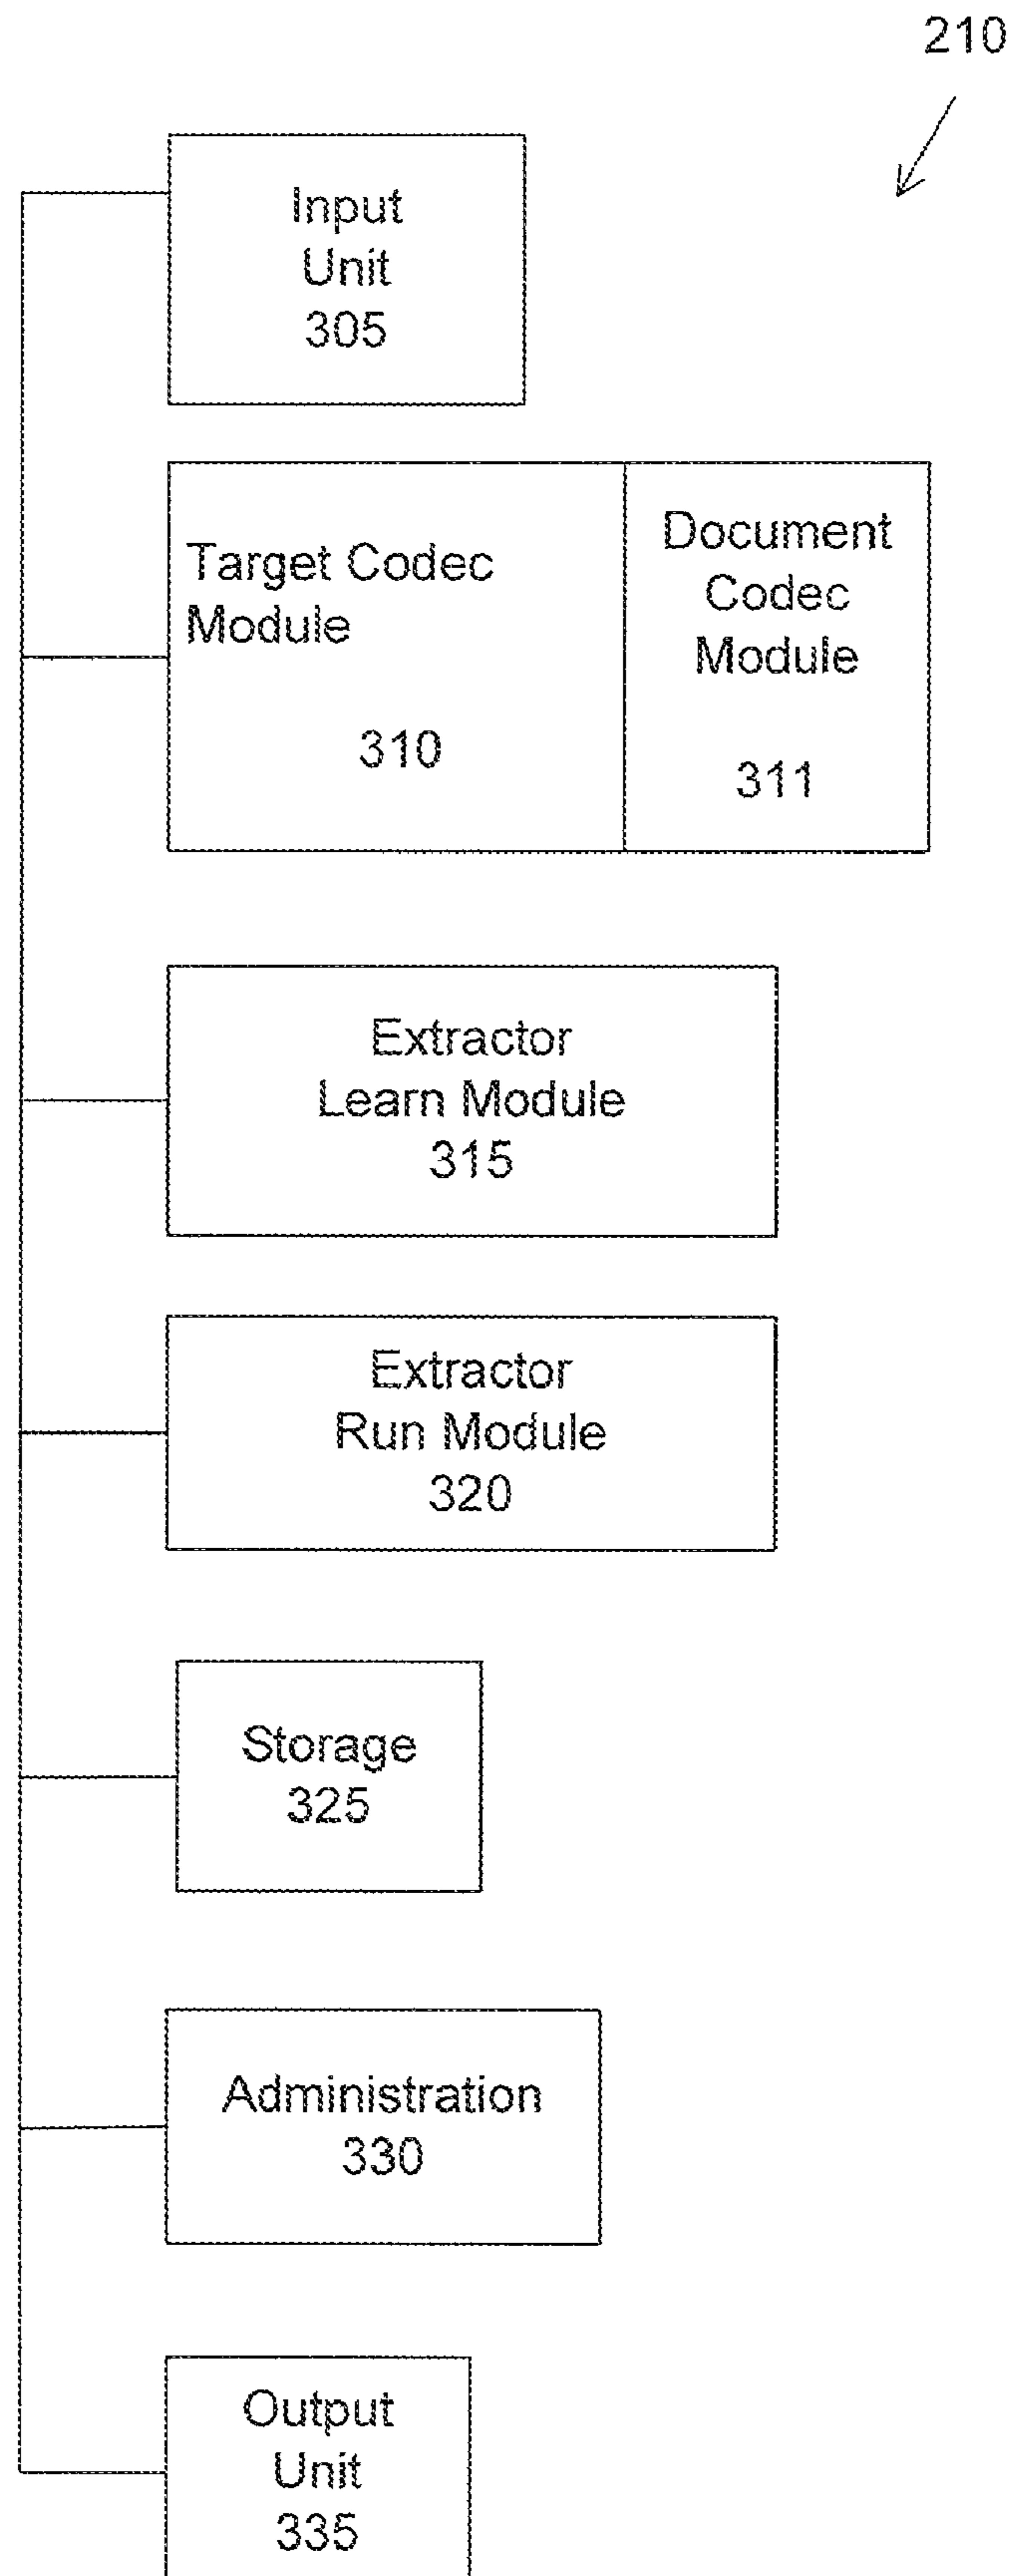 210
Input
Unit
305
Target Codec
Module
310
Document
Codec
Module
311
Extractor
Learn Module
315
Extractor
Run Module
320
Storage
325
Administration
330
Output
Unit
335